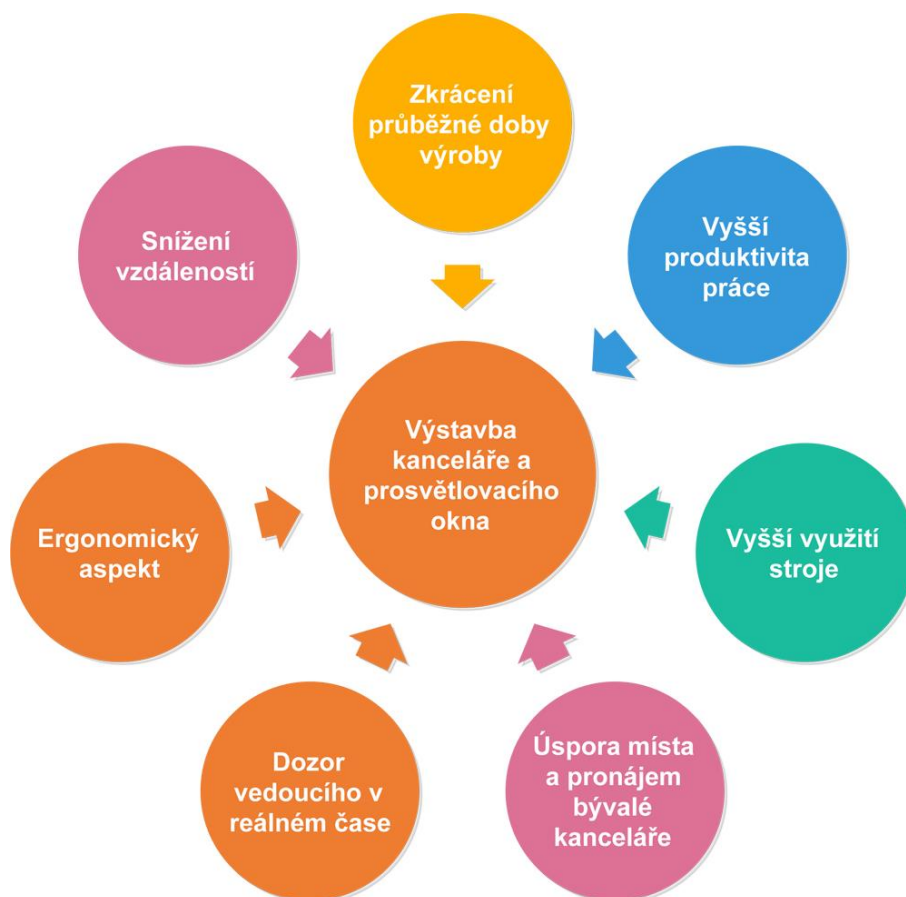 Zkrácení
průběžné doby
výroby
Snížení
vzdáleností
Vyšší
produktivita
práce
Výstavba
kanceláře a
prosvětlovacího
okna
Ergonomický
aspekt
Vyšší využití
stroje
Dozor
vedoucího v
reálném čase
Úspora místa
a pronájem
bývalé
kanceláře